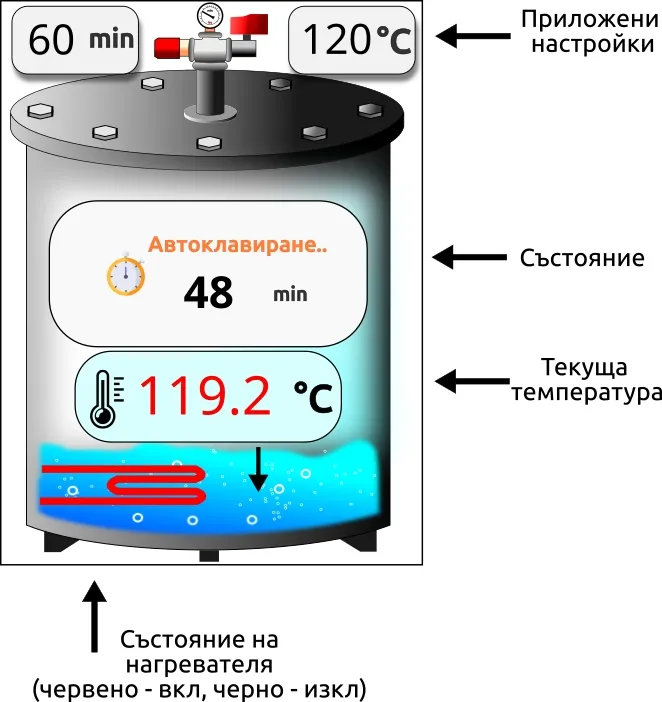 60 min
120°C
Приложени
настройки
Автоклавиране..
48 min
Състояние
119.2 °C
Текуща
температура
Състояние на
нагревателя
(червено - вкл, черно - изкл)